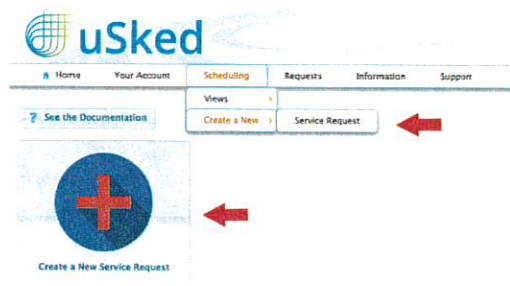 uSked
Home Your Account Scheduling Requests Information Support
Views >
? See the Documentation Create a New > Service Request
Create a New Service Request